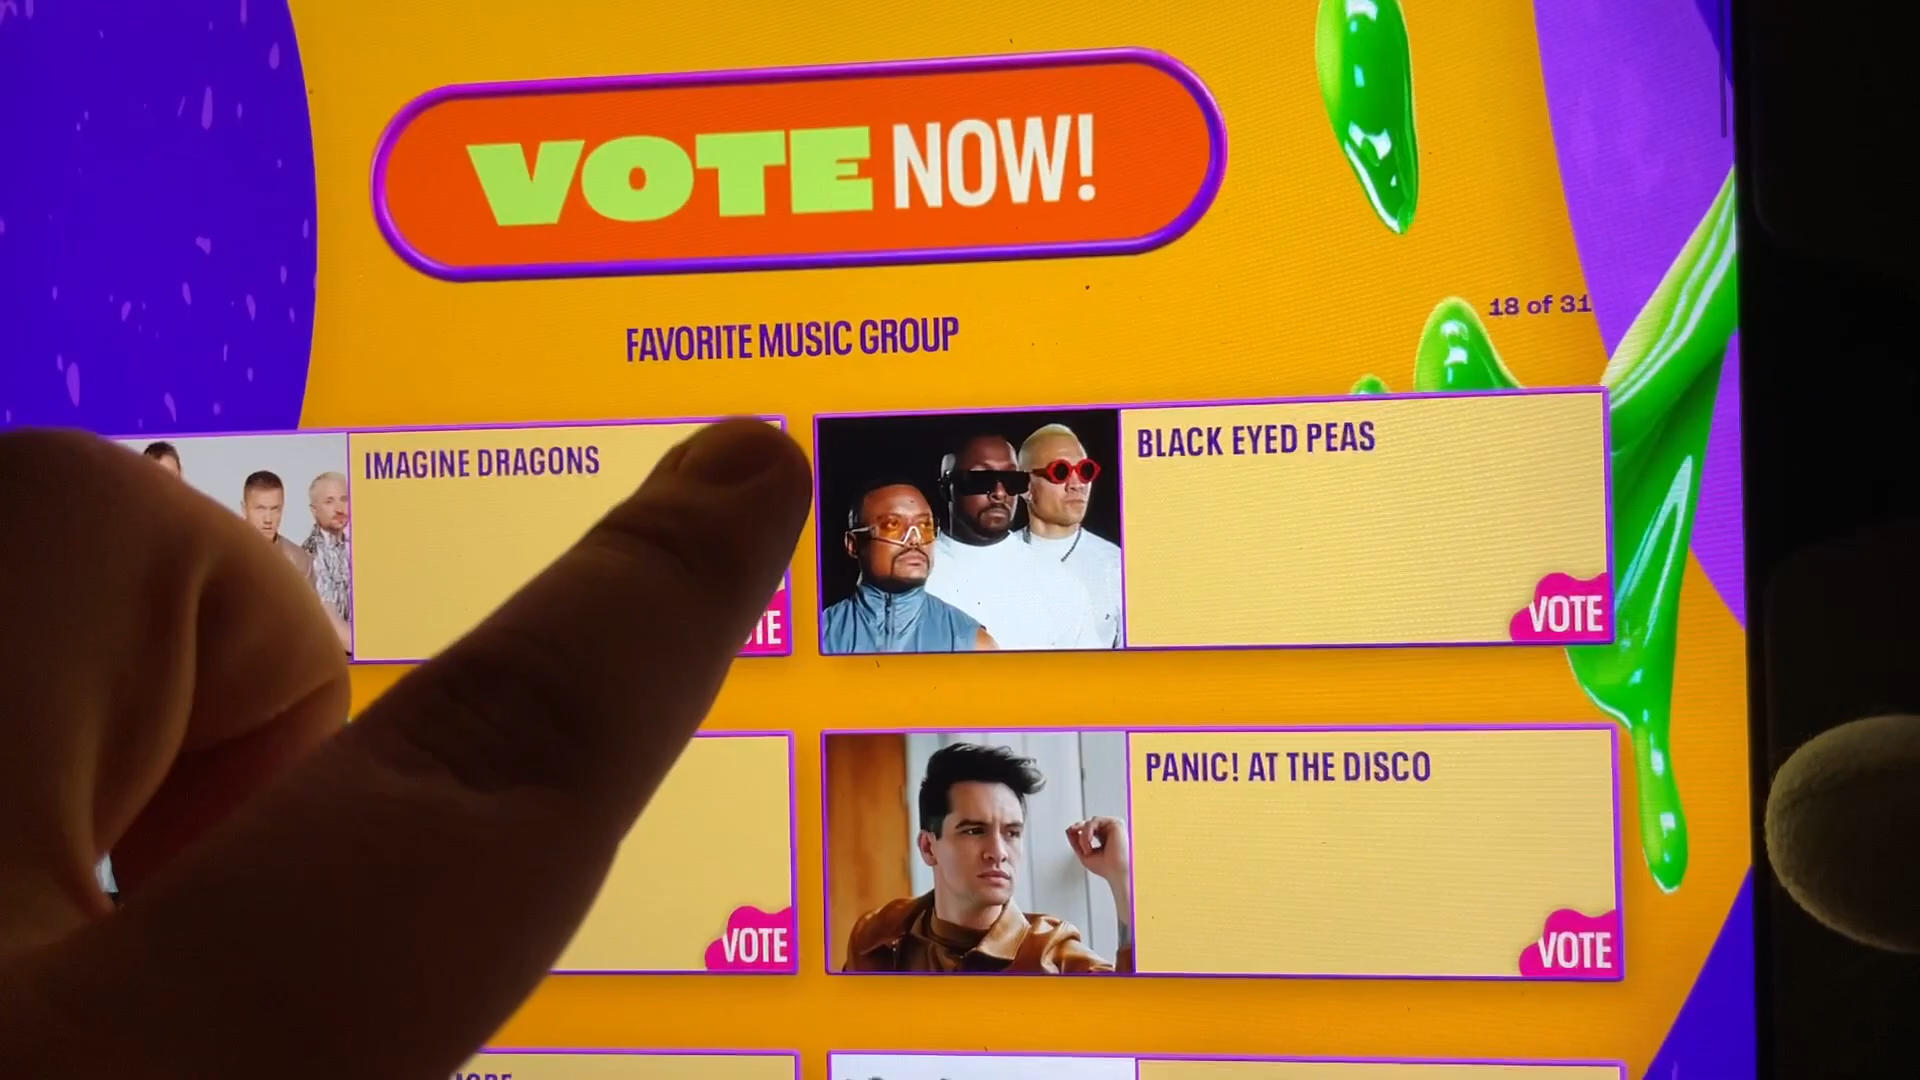 VOTE NOW!
18 of 31
FAVORITE MUSIC GROUP
IMAGINE DRAGONS
BLACK EYED PEAS
VOTE
PANIC! AT THE DISCO
VOTE
VOTE